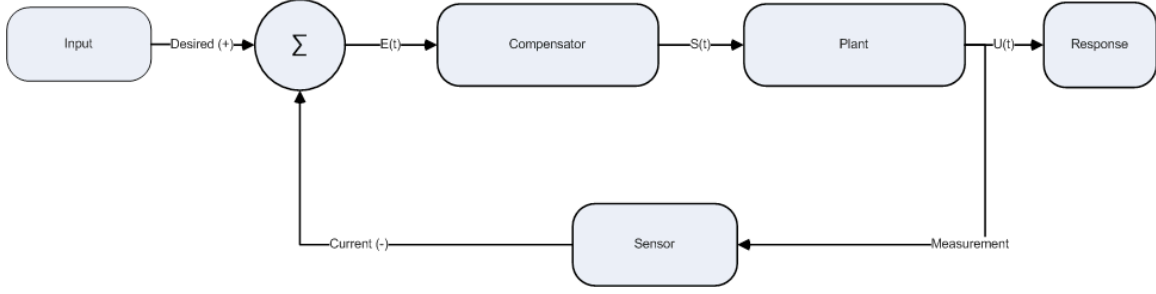 Input
Desired (+)
Σ
E(t)
Compensator
S(t)
Plant
U(t)
Response
Current (-)
Sensor
Measurement